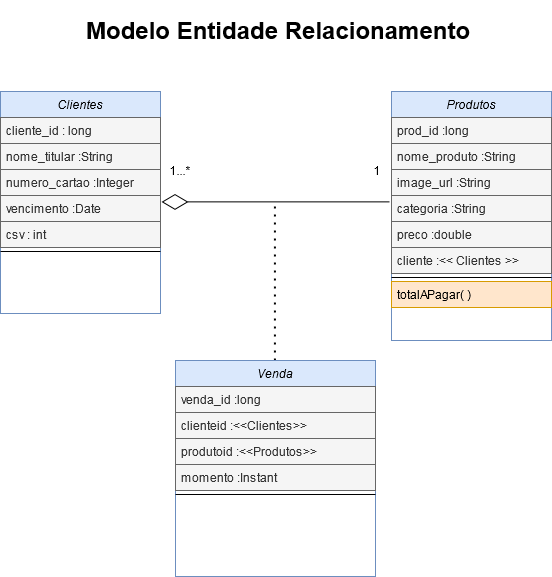 Modelo Entidade Relacionamento
Clientes
cliente_id : long
nome_titular :String
numero_cartao :Integer
vencimento :Date
csv : int
1...*
1
Produtos
prod_id :long
nome_produto :String
image_url :String
categoria :String
preco :double
cliente :<< Clientes >>
totalAPagar( )
Venda
venda_id :long
clienteid :<<Clientes>>
produtoid :<<Produtos>>
momento :Instant